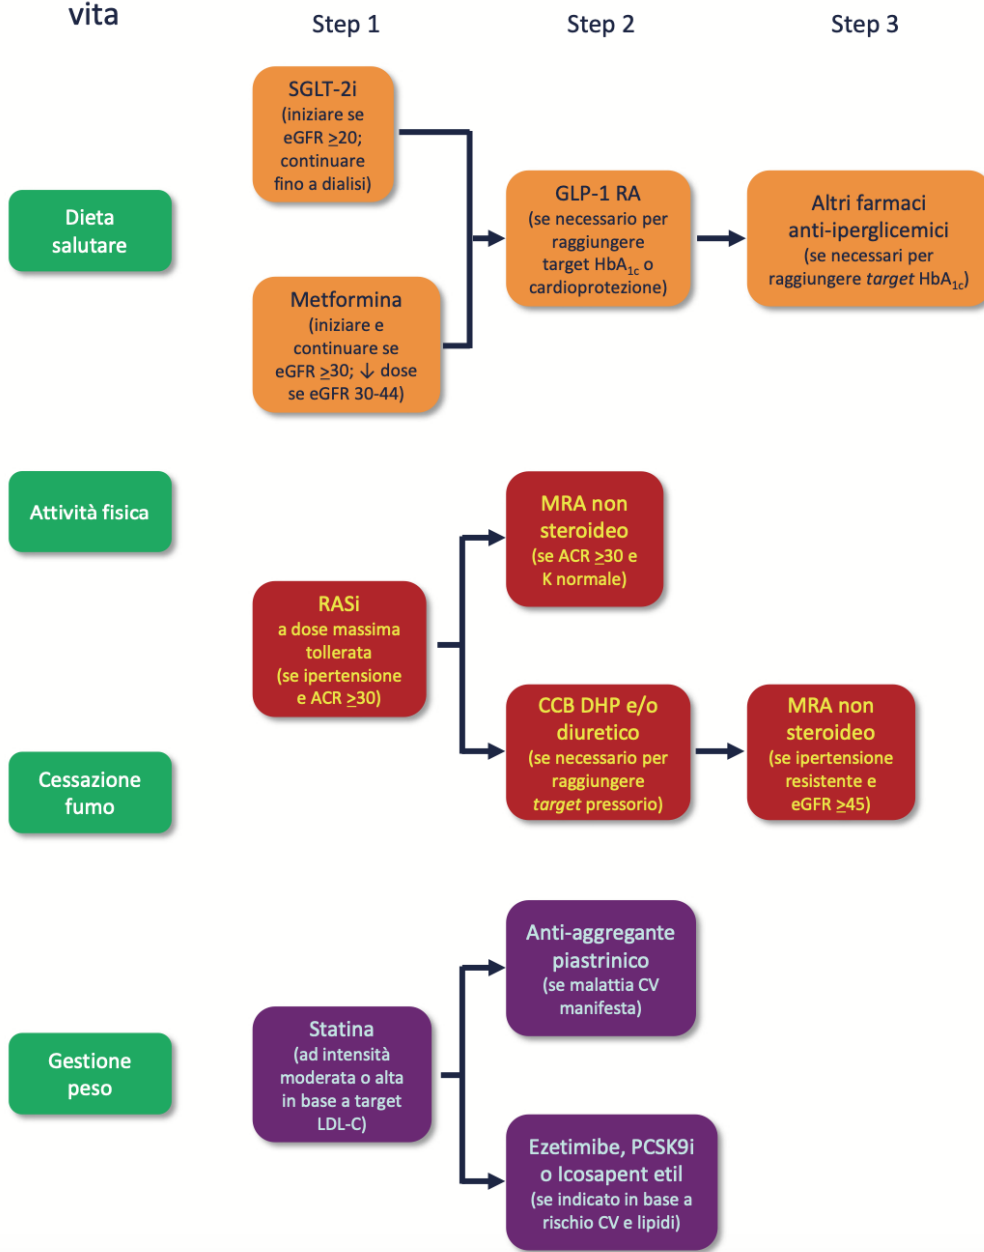 vita
Step 1
Step 2
Step 3
Dieta
salutare
Attività fisica
Cessazione
fumo
Gestione
peso
SGLT-2i
(iniziare se
eGFR ≥20;
continuare
fino a dialisi)
Metformina
(iniziare e
continuare se
eGFR ≥30; ↓ dose
se eGFR 30-44)
GLP-1 RA
(se necessario per
raggiungere
target HbA1c o
cardioprotezione)
Altri farmaci
anti-iperglicemici
(se necessari per
raggiungere target HbA1c)
RASi
a dose massima
tollerata
(se ipertensione
e ACR ≥30)
MRA non
steroideo
(se ACR ≥30 e
K normale)
CCB DHP e/o
diuretico
(se necessario per
raggiungere
target pressorio)
MRA non
steroideo
(se ipertensione
resistente e
eGFR ≥45)
Statina
(ad intensità
moderata o alta
in base a target
LDL-C)
Anti-aggregante
piastrinico
(se malattia CV
manifesta)
Ezetimibe, PCSK9i
o Icosapent etil
(se indicato in base a
rischio CV e lipidi)